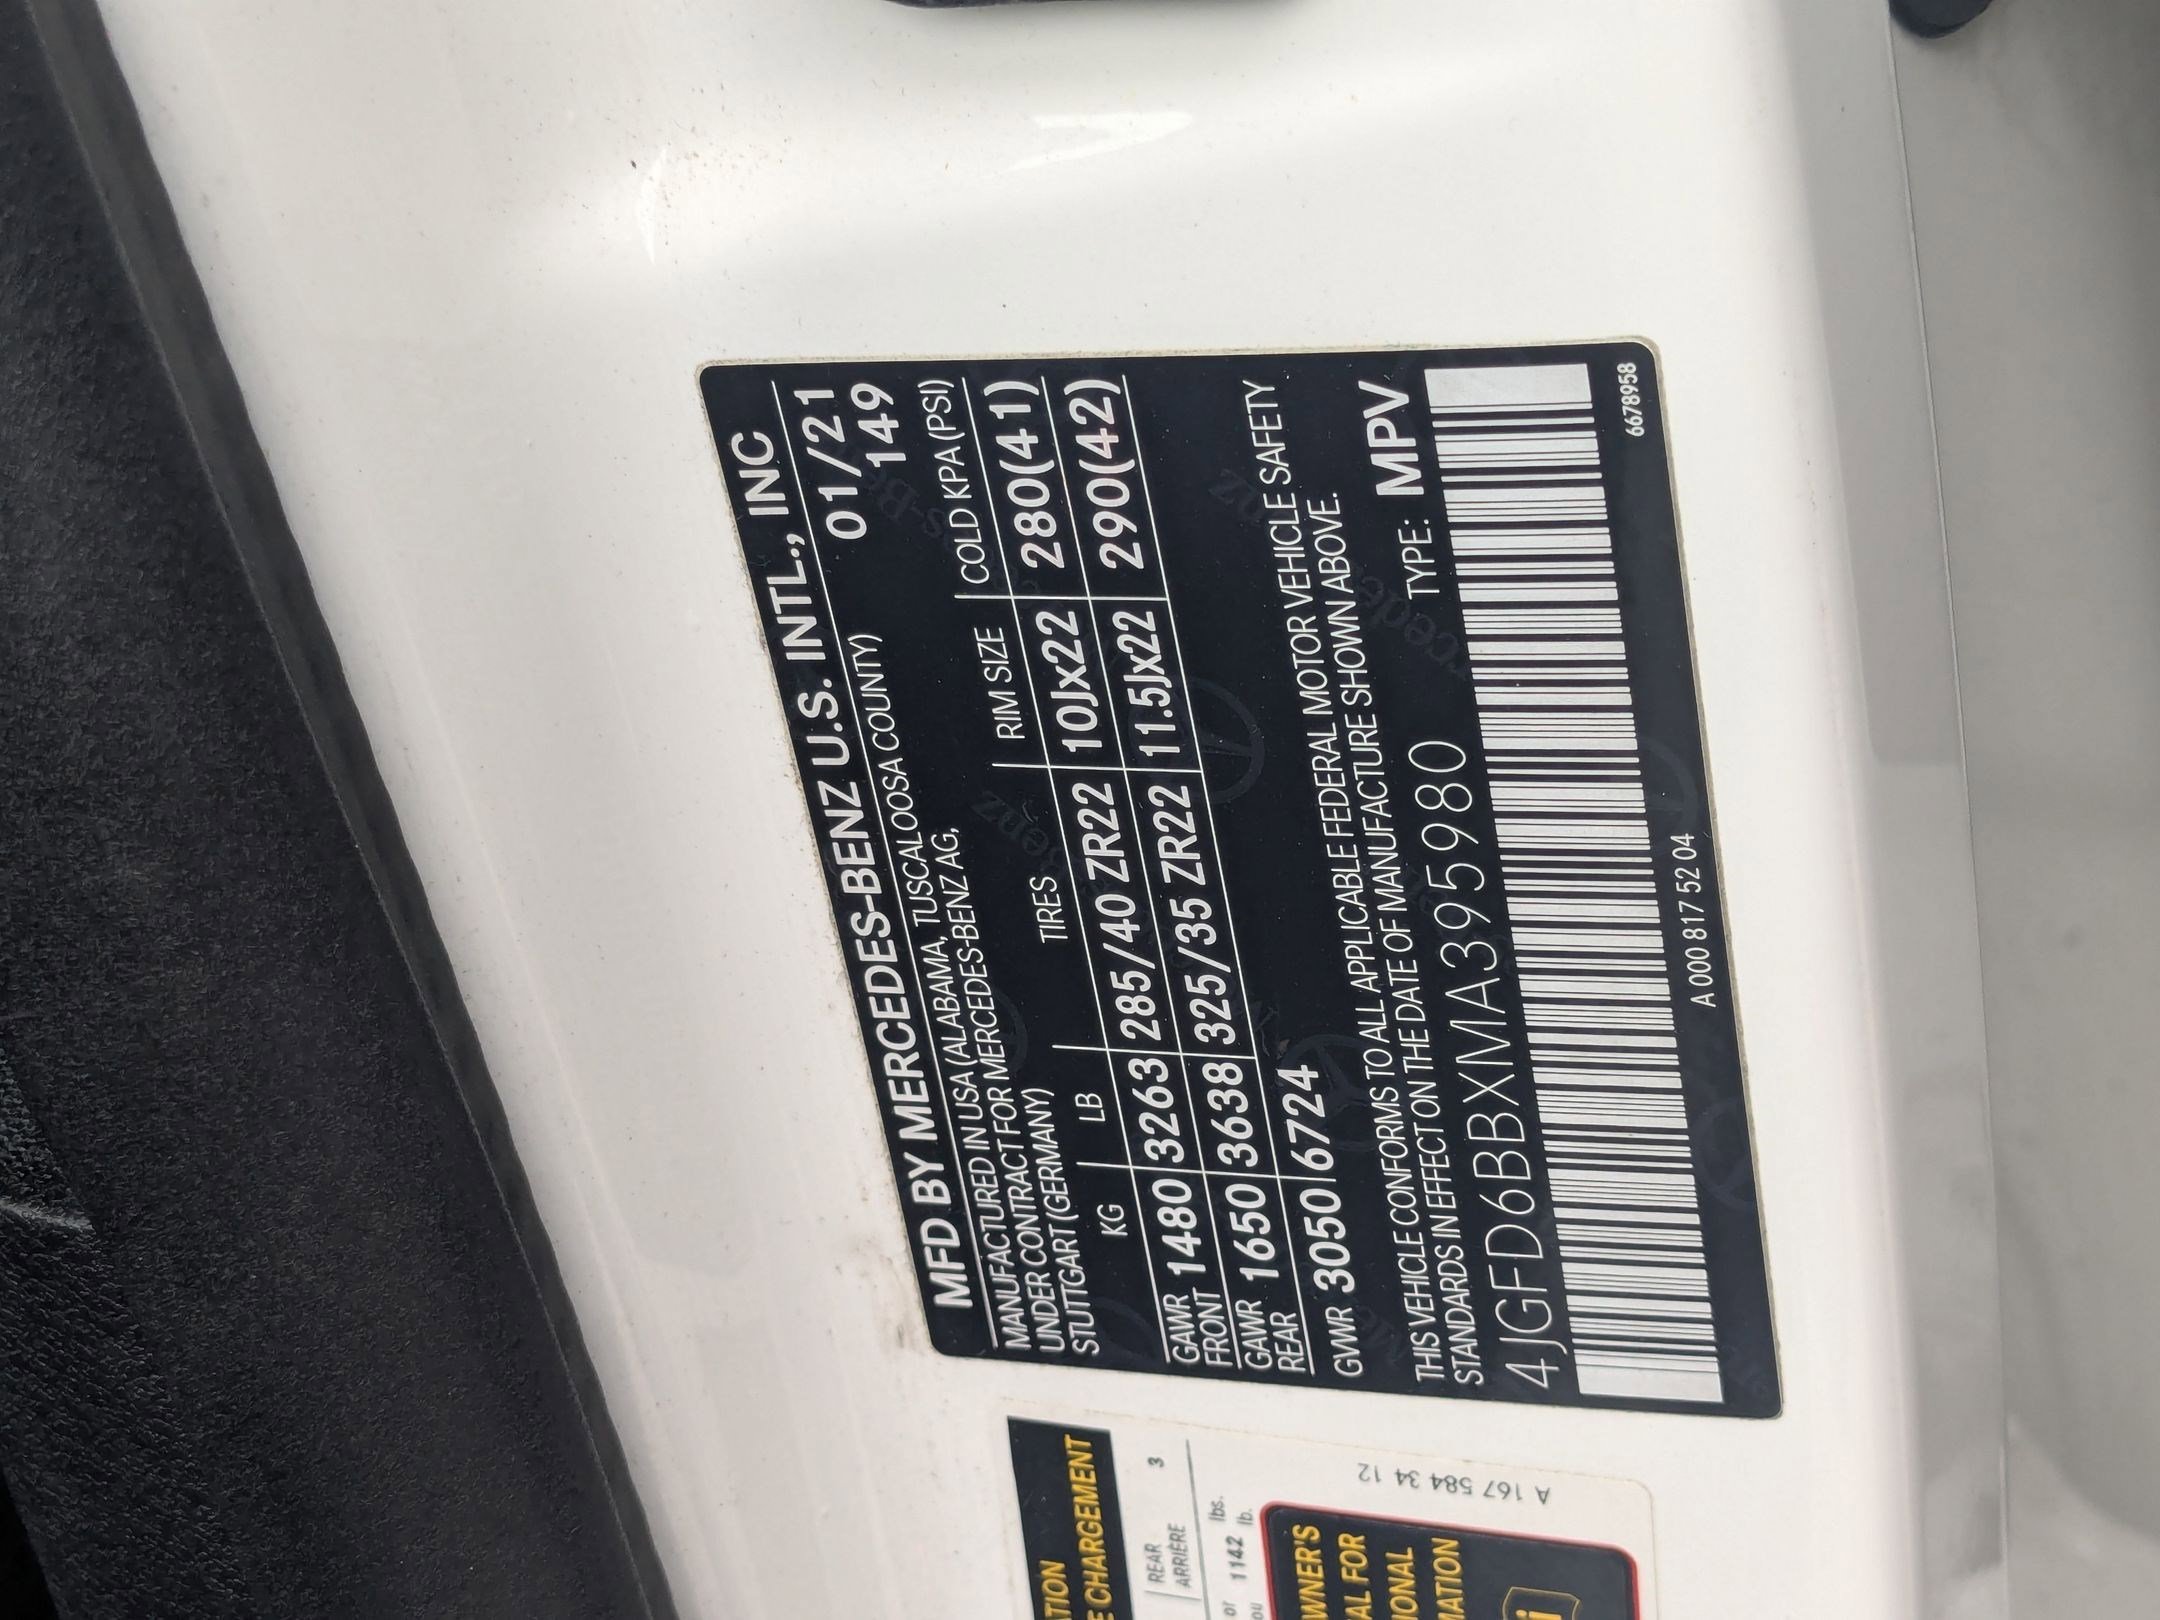 MFD BY MERCEDES-BENZ U.S. INTL., INC
MANUFACTURED IN USA (ALABAMA, TUSCALOOSA COUNTY) 01/21
UNDER CONTRACT FOR MERCEDES-BENZ AG, 149
STUTTGART (GERMANY)
KG LB TIRES RIM SIZE COLD KPA (PSI)
GAWR FRONT 1480 3263 285/40 ZR22 10Jx22 280(41)
GAWR REAR 1650 3638 325/35 ZR22 11.5Jx22 290(42)
GVWR 3050 6724
THIS VEHICLE CONFORMS TO ALL APPLICABLE FEDERAL MOTOR VEHICLE SAFETY
STANDARDS IN EFFECT ON THE DATE OF MANUFACTURE SHOWN ABOVE.
4JGFD6BBXMA395980 TYPE: MPV
A 000 817 52 04
6678958
CHARGEMENT
REAR
ARRIÈRE
3
or 1142 lbs.
ou lb.
A 167 584 34 12